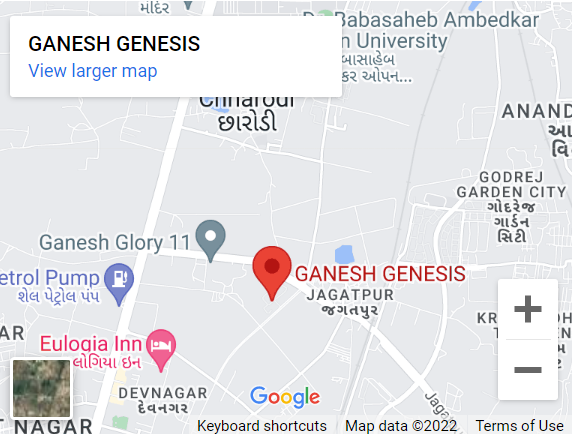 મંદિર
GANESH GENESIS
View larger map
Babasaheb Ambedkar
University
બાસાહેબ
કર ઓપન...
Chharodi
છારોડી
ANAND
GODREJ
GARDEN CITY
ગોદરેજ
ગાર્ડન
સિટી
Ganesh Glory 11
GANESH GENESIS
JAGATPUR
જગતપુર
etrol Pump
શેલ પેટ્રોલ પંપ
Eulogia Inn
લોગિયા ઇન
DEVNAGAR
દેવનગર
T NAGAR
Google
Keyboard shortcuts
Map data ©2022
Terms of Use